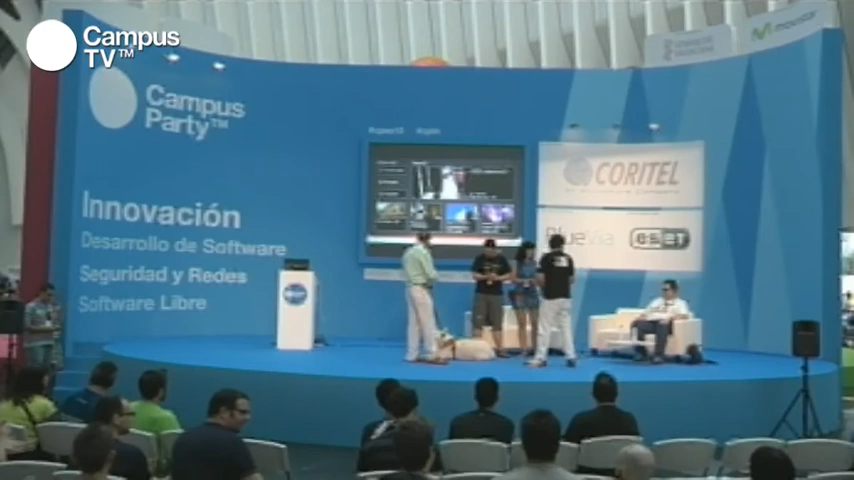 Campus
TV™
Campus
Party™
Innovación
Desarrollo de Software
Seguridad y Redes
Software Libre
CORITEL
BlueVia
eset
movistar